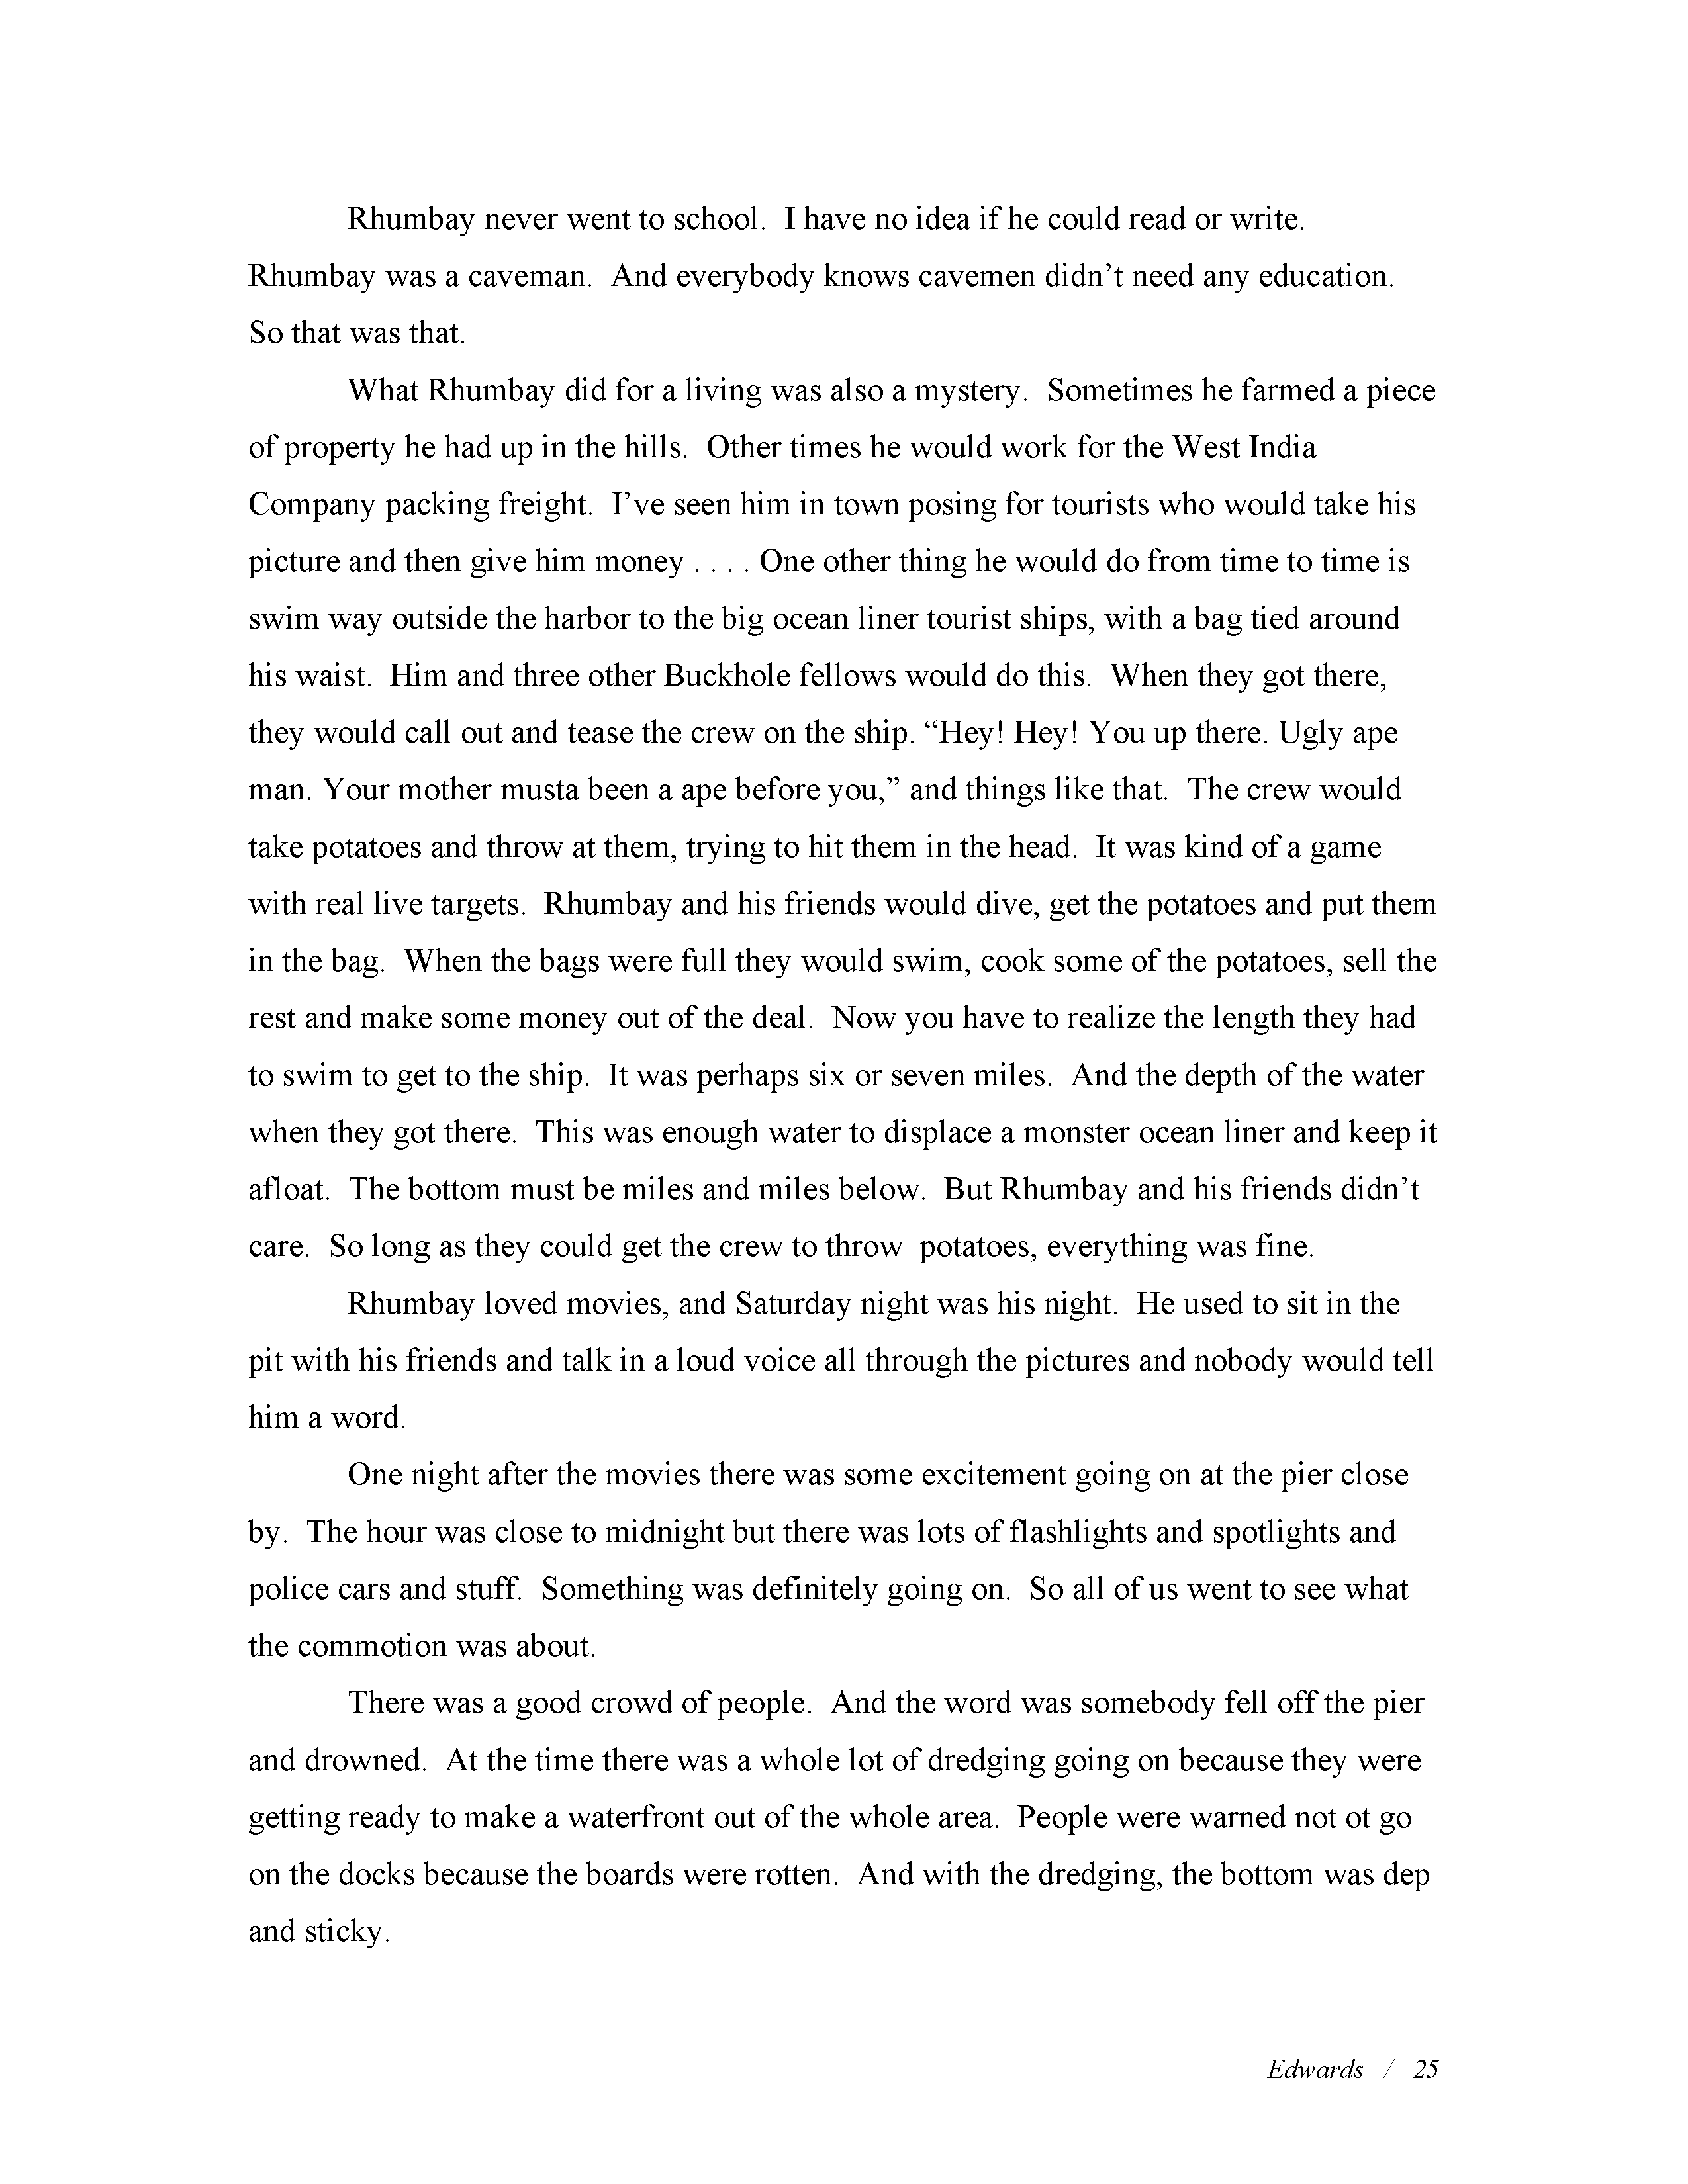 Rhumbay never went to school.  I have no idea if he could read or write.
Rhumbay was a caveman.  And everybody knows cavemen didn’t need any education.
So that was that.
What Rhumbay did for a living was also a mystery.  Sometimes he farmed a piece
of property he had up in the hills.  Other times he would work for the West India
Company packing freight.  I’ve seen him in town posing for tourists who would take his
picture and then give him money . . . . One other thing he would do from time to time is
swim way outside the harbor to the big ocean liner tourist ships, with a bag tied around
his waist.  Him and three other Buckhole fellows would do this.  When they got there,
they would call out and tease the crew on the ship. “Hey! Hey! You up there. Ugly ape
man. Your mother musta been a ape before you,” and things like that.  The crew would
take potatoes and throw at them, trying to hit them in the head.  It was kind of a game
with real live targets.  Rhumbay and his friends would dive, get the potatoes and put them
in the bag.  When the bags were full they would swim, cook some of the potatoes, sell the
rest and make some money out of the deal.  Now you have to realize the length they had
to swim to get to the ship.  It was perhaps six or seven miles.  And the depth of the water
when they got there.  This was enough water to displace a monster ocean liner and keep it
afloat.  The bottom must be miles and miles below.  But Rhumbay and his friends didn’t
care.  So long as they could get the crew to throw  potatoes, everything was fine.
Rhumbay loved movies, and Saturday night was his night.  He used to sit in the
pit with his friends and talk in a loud voice all through the pictures and nobody would tell
him a word.
One night after the movies there was some excitement going on at the pier close
by.  The hour was close to midnight but there was lots of flashlights and spotlights and
police cars and stuff.  Something was definitely going on.  So all of us went to see what
the commotion was about.
There was a good crowd of people.  And the word was somebody fell off the pier
and drowned.  At the time there was a whole lot of dredging going on because they were
getting ready to make a waterfront out of the whole area.  People were warned not ot go
on the docks because the boards were rotten.  And with the dredging, the bottom was dep
and sticky.
Edwards / 25